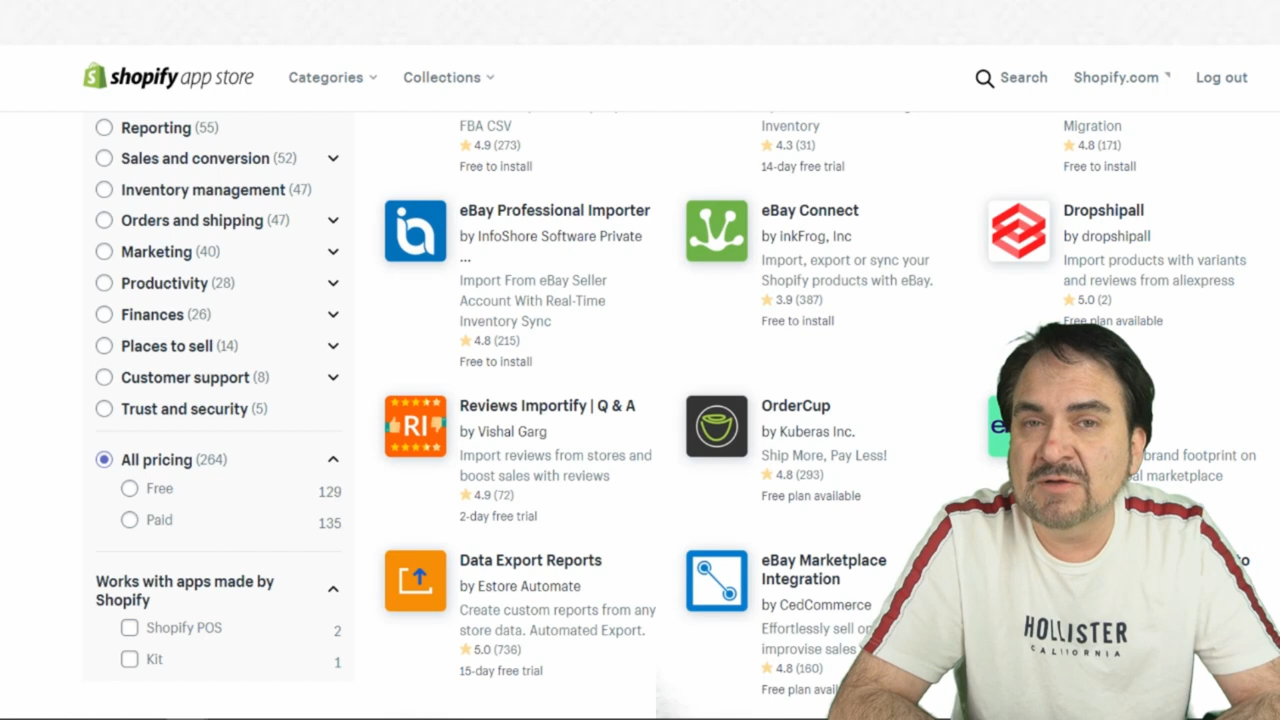 shopify app store
Categories
Collections
Search
Shopify.com
Log out
Reporting (55)
Sales and conversion (52)
Inventory management (47)
Orders and shipping (47)
Marketing (40)
Productivity (28)
Finances (26)
Places to sell (14)
Customer support (8)
Trust and security (5)
All pricing (264)
Free 129
Paid 135
Works with apps made by
Shopify
Shopify POS 2
Kit 1
FBA CSV
4.9 (273)
Free to install
Inventory
4.3 (31)
14-day free trial
Migration
4.8 (171)
Free to install
eBay Professional Importer
by InfoShore Software Private
...
Import From eBay Seller
Account With Real-Time
Inventory Sync
4.8 (215)
Free to install
eBay Connect
by inkFrog, Inc
Import, export or sync your
Shopify products with eBay.
3.9 (387)
Free to install
Dropshipall
by dropshipall
Import products with variants
and reviews from aliexpress
5.0 (2)
Free plan available
RI
Reviews Importify | Q & A
by Vishal Garg
Import reviews from stores and
boost sales with reviews
4.9 (72)
2-day free trial
OrderCup
by Kuberas Inc.
Ship More, Pay Less!
4.8 (293)
Free plan available
brand footprint on
marketplace
Data Export Reports
by Estore Automate
Create custom reports from any
store data. Automated Export.
5.0 (736)
15-day free trial
eBay Marketplace
Integration
by CedCommerce
Effortlessly sell
improvise sales
4.8 (160)
Free plan
HOLLISTER
CALIFORNIA